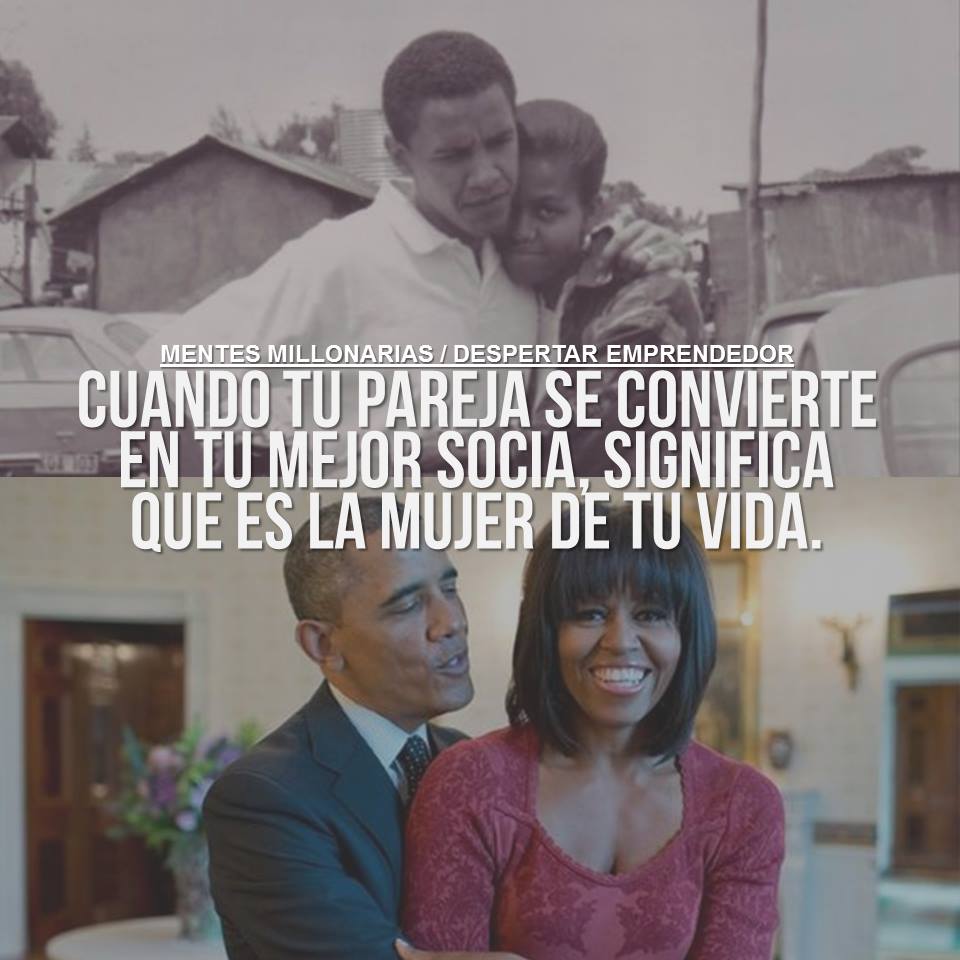 MENTES MILLONARIAS / DESPERTAR EMPRENDEDOR
CUANDO TU PAREJA SE CONVIERTE
EN TU MEJOR SOCIA, SIGNIFICA
QUE ES LA MUJER DE TU VIDA.